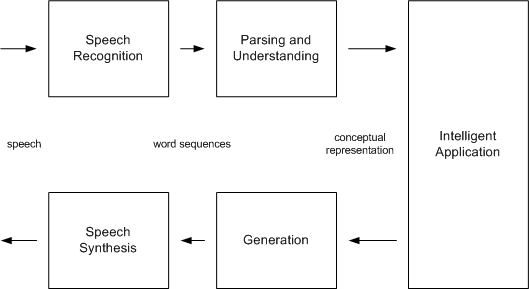 Speech
Recognition
Parsing and
Understanding
speech
word sequences
conceptual
representation
Intelligent
Application
Speech
Synthesis
Generation